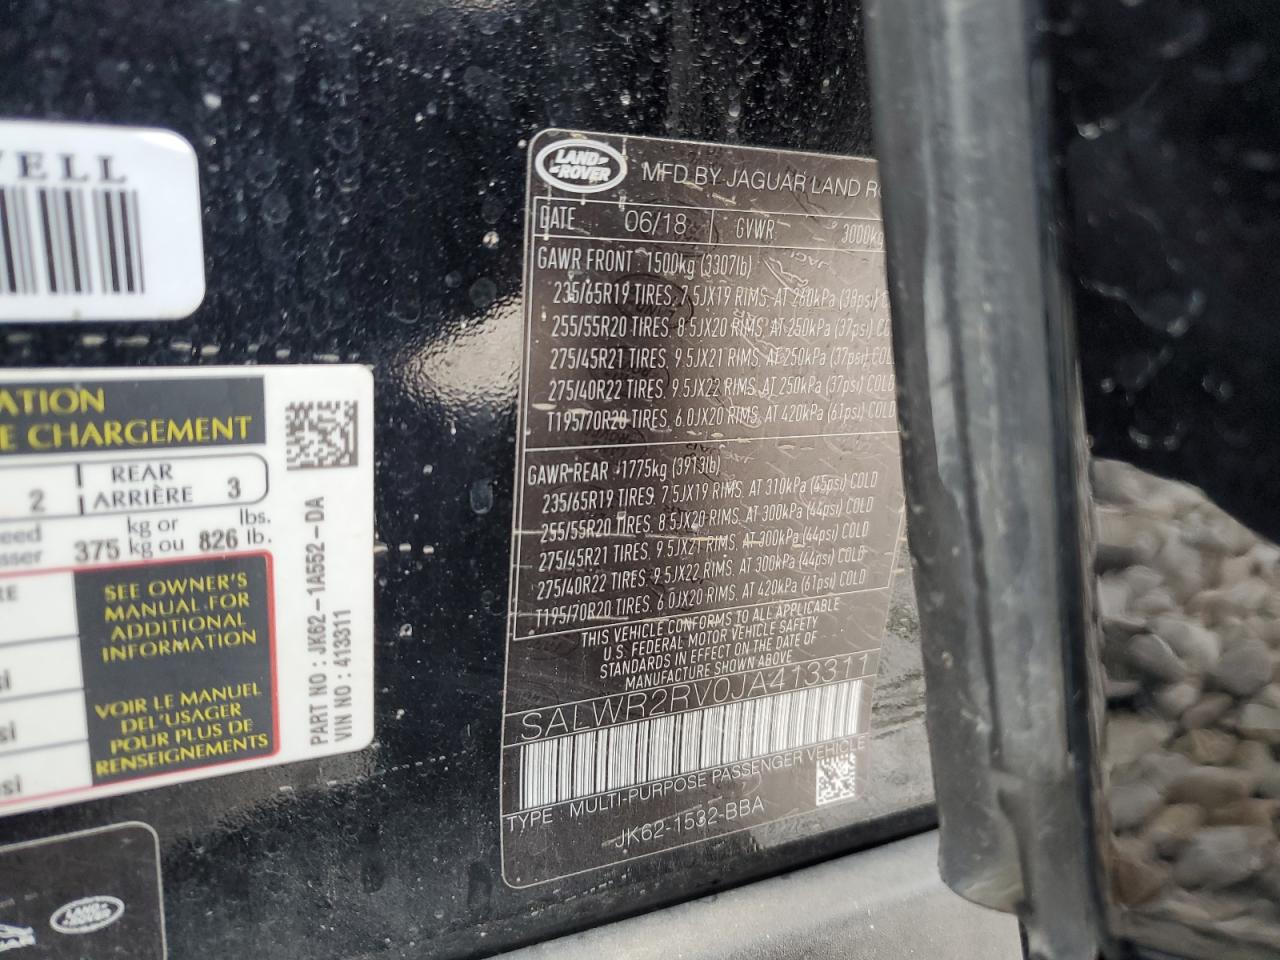 ELL
ATION
E CHARGEMENT
2 REAR ARRIÈRE 3
375 kg or kg ou 826 lbs. lb.
SEE OWNER'S
MANUAL FOR
ADDITIONAL
INFORMATION
VOIR LE MANUEL
DEL'USAGER
POUR PLUS DE
RENSEIGNEMENTS
PART NO : JK62-1A552-DA
VIN NO : 413311
LAND ROVER
LAND
ROVER
MFD BY JAGUAR LAND RO
DATE 06/18 GVWR 3000kg
GAWR FRONT 1500kg (3307lb)
235/65R19 TIRES, 7.5JX19 RIMS, AT 260kPa (38psi)
255/55R20 TIRES, 8.5JX20 RIMS, AT 250kPa (37psi) CO
275/45R21 TIRES, 9.5JX21 RIMS, AT 250kPa (37psi) COL
275/40R22 TIRES, 9.5JX22 RIMS, AT 250kPa (37psi) COLD
T195/70R20 TIRES, 6.0JX20 RIMS, AT 420kPa (61psi) COLD
GAWR REAR 1775kg (3913lb)
235/65R19 TIRES, 7.5JX19 RIMS, AT 310kPa (45psi) COLD
255/55R20 TIRES, 8.5JX20 RIMS, AT 300kPa (44psi) COLD
275/45R21 TIRES, 9.5JX21 RIMS, AT 300kPa (44psi) COLD
275/40R22 TIRES, 9.5JX22 RIMS, AT 300kPa (44psi) COLD
T195/70R20 TIRES, 6.0JX20 RIMS, AT 420kPa (61psi) COLD
THIS VEHICLE CONFORMS TO ALL APPLICABLE
U.S. FEDERAL MOTOR VEHICLE SAFETY
STANDARDS IN EFFECT ON THE DATE OF
MANUFACTURE SHOWN ABOVE
SALWR2RV0JA413311
TYPE : MULTI-PURPOSE PASSENGER VEHICLE
JK62-1532-BBA